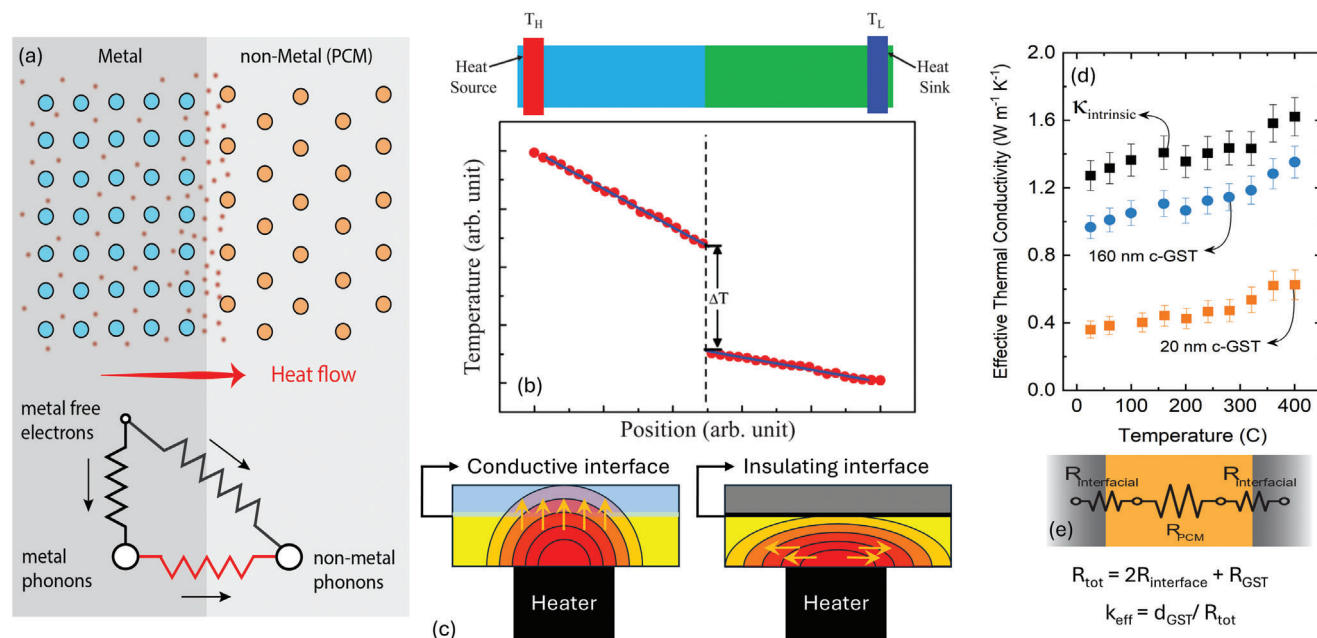 (a)
Metal
non-Metal (PCM)
Heat flow
metal free
electrons
metal
phonons
non-metal
phonons
T_H
T_L
Heat
Source
Heat
Sink
Temperature (arb. unit)
ΔT
(b)
Position (arb. unit)
Conductive interface
Insulating interface
Heater
Heater
(c)
Effective Thermal Conductivity (W m⁻¹ K⁻¹)
2.0
1.6
1.2
0.8
0.4
0.0
(d)
κ_intrinsic
160 nm c-GST
20 nm c-GST
0
100
200
300
400
Temperature (C)
R_interfacial
R_interfacial
R_PCM
(e)
R_tot = 2R_interface + R_GST
k_eff = d_GST / R_tot